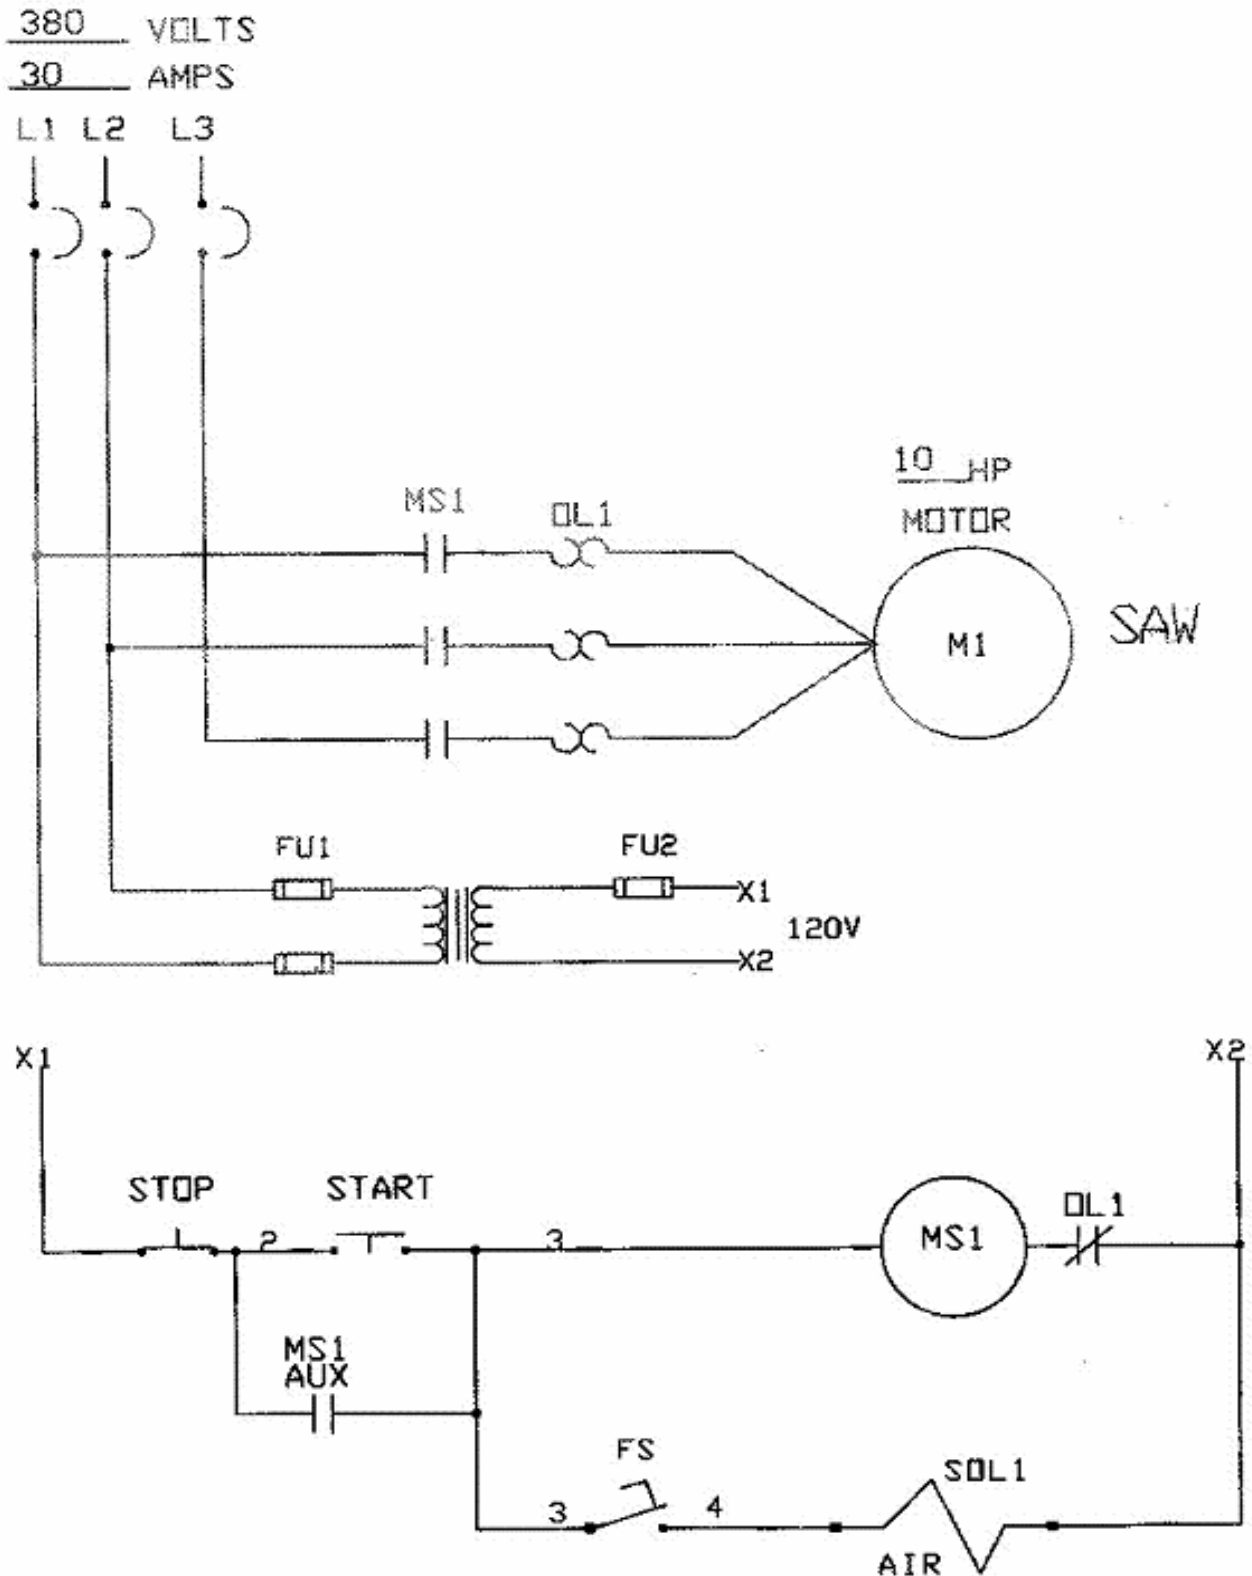 380 VOLTS
30 AMPS
L1 L2 L3
10 HP
MOTOR
MS1 OL1
M1 SAW
FU1 FU2
X1
120V
X2
X1 X2
STOP START OL1
2 3 MS1
MS1
AUX
FS SOL1
3 4
AIR